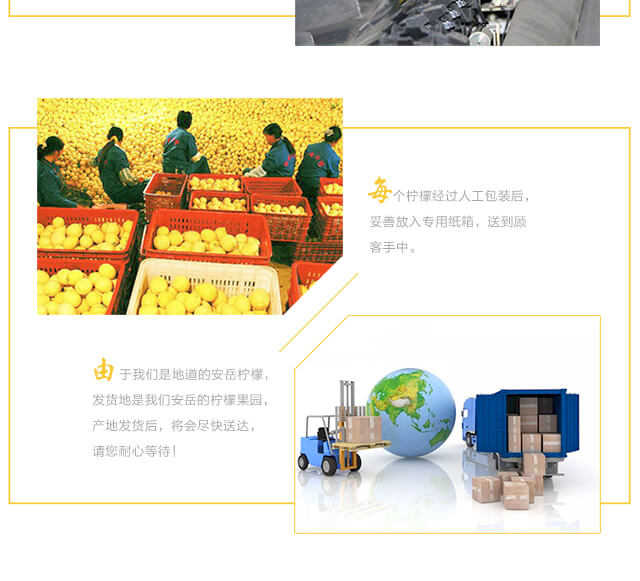 每个柠檬经过人工包装后，
妥善放入专用纸箱，送到顾
客手中。
由于我们是地道的安岳柠檬，
发货地是我们安岳的柠檬果园，
产地发货后，将会尽快送达，
请您耐心等待！